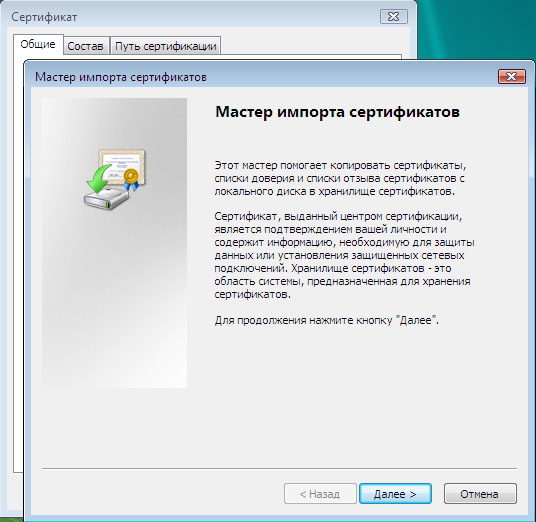 Сертификат
Общие Состав Путь сертификации
Мастер импорта сертификатов
Мастер импорта сертификатов
Этот мастер помогает копировать сертификаты,
списки доверия и списки отзыва сертификатов с
локального диска в хранилище сертификатов.
Сертификат, выданный центром сертификации,
является подтверждением вашей личности и
содержит информацию, необходимую для защиты
данных или установления защищенных сетевых
подключений. Хранилище сертификатов - это
область системы, предназначенная для хранения
сертификатов.
Для продолжения нажмите кнопку "Далее".
< Назад Далее > Отмена